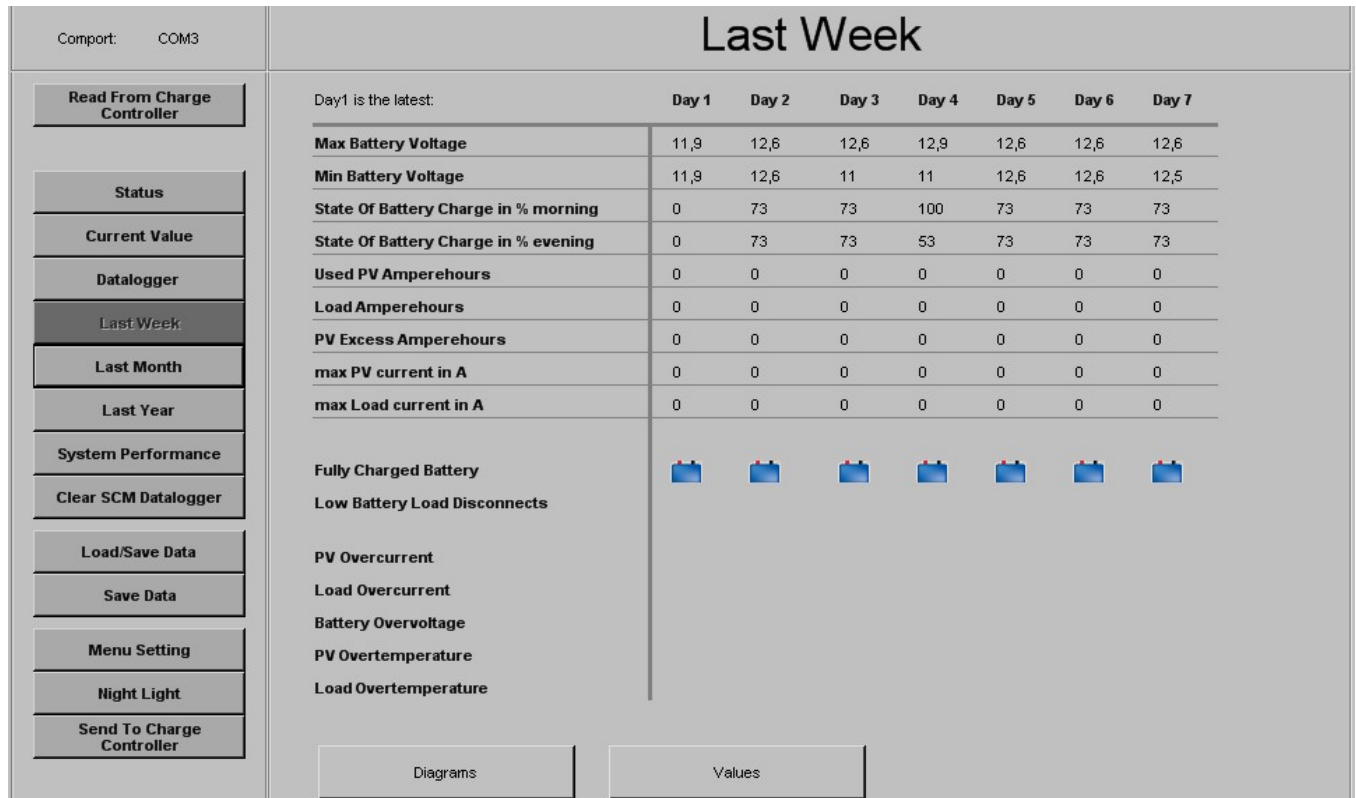 Comport: COM3
Last Week
Read From Charge
Controller
Status
Current Value
Datalogger
Last Week
Last Month
Last Year
System Performance
Clear SCM Datalogger
Load/Save Data
Save Data
Menu Setting
Night Light
Send To Charge
Controller
Day1 is the latest: Day 1 Day 2 Day 3 Day 4 Day 5 Day 6 Day 7
Max Battery Voltage 11,9 12,6 12,6 12,9 12,6 12,6 12,6
Min Battery Voltage 11,9 12,6 11 11 12,6 12,6 12,5
State Of Battery Charge in % morning 0 73 73 100 73 73 73
State Of Battery Charge in % evening 0 73 73 53 73 73 73
Used PV Amperehours 0 0 0 0 0 0 0
Load Amperehours 0 0 0 0 0 0 0
PV Excess Amperehours 0 0 0 0 0 0 0
max PV current in A 0 0 0 0 0 0 0
max Load current in A 0 0 0 0 0 0 0
Fully Charged Battery
Low Battery Load Disconnects
PV Overcurrent
Load Overcurrent
Battery Overvoltage
PV Overtemperature
Load Overtemperature
Diagrams Values